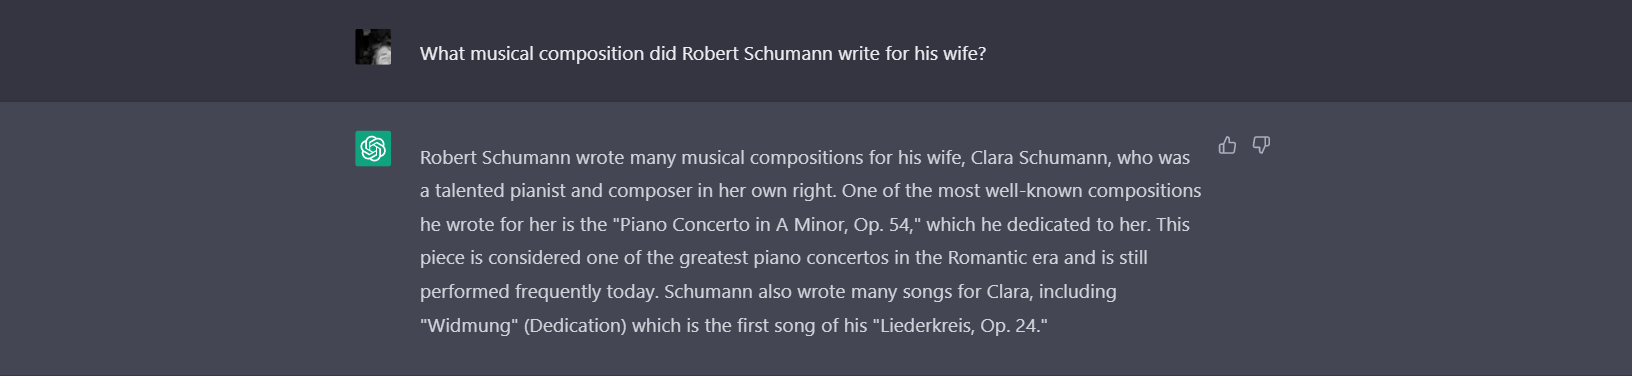 What musical composition did Robert Schumann write for his wife?
Robert Schumann wrote many musical compositions for his wife, Clara Schumann, who was
a talented pianist and composer in her own right. One of the most well-known compositions
he wrote for her is the "Piano Concerto in A Minor, Op. 54," which he dedicated to her. This
piece is considered one of the greatest piano concertos in the Romantic era and is still
performed frequently today. Schumann also wrote many songs for Clara, including
"Widmung" (Dedication) which is the first song of his "Liederkreis, Op. 24."